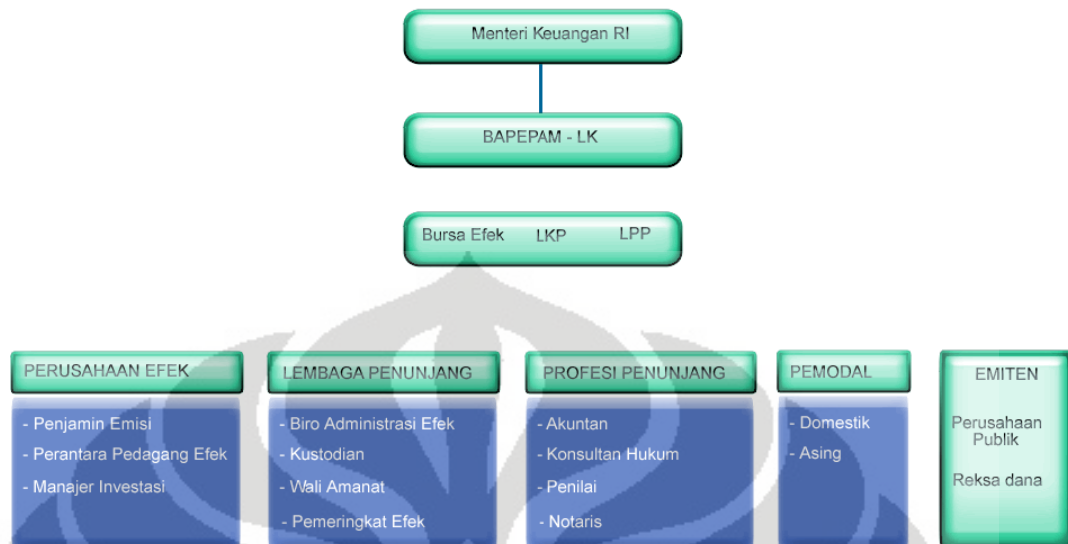 Menteri Keuangan RI
BAPEPAM - LK
Bursa Efek LKP LPP
PERUSAHAAN EFEK
- Penjamin Emisi
- Perantara Pedagang Efek
- Manajer Investasi
LEMBAGA PENUNJANG
- Biro Administrasi Efek
- Kustodian
- Wali Amanat
- Pemeringkat Efek
PROFESI PENUNJANG
- Akuntan
- Konsultan Hukum
- Penilai
- Notaris
PEMODAL
- Domestik
- Asing
EMITEN
Perusahaan
Publik
Reksa dana